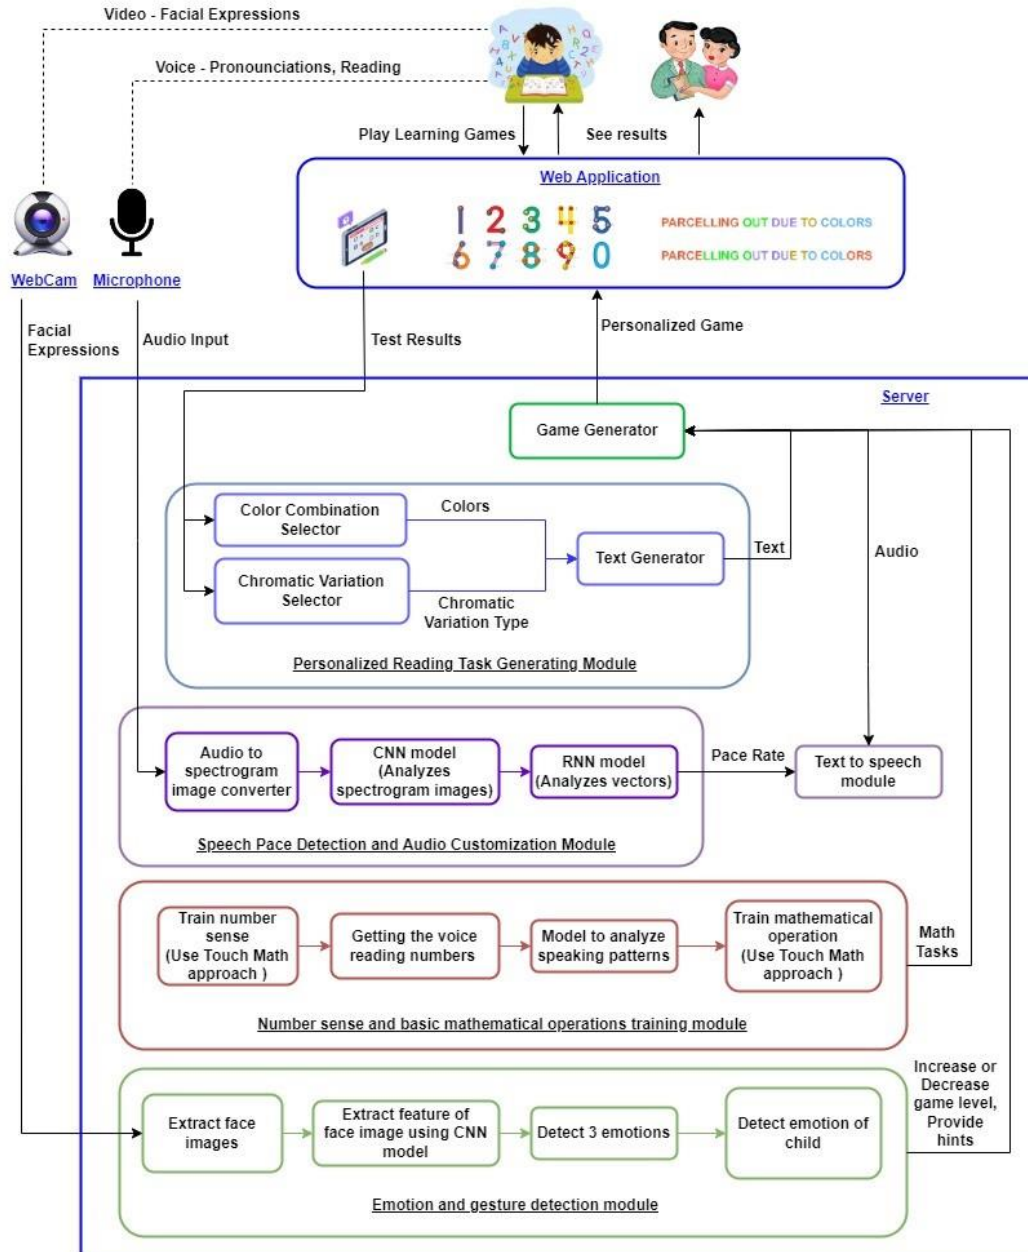 Video - Facial Expressions
Voice - Pronounciations, Reading
Play Learning Games
See results
Web Application
1 2 3 4 5
6 7 8 9 0
PARCELLING OUT DUE TO COLORS
PARCELLING OUT DUE TO COLORS
WebCam
Microphone
Facial
Expressions
Audio Input
Test Results
Personalized Game
Server
Game Generator
Color Combination
Selector
Colors
Chromatic Variation
Selector
Chromatic
Variation Type
Text Generator
Text
Audio
Personalized Reading Task Generating Module
Audio to
spectrogram
image converter
CNN model
(Analyzes
spectrogram images)
RNN model
(Analyzes vectors)
Pace Rate
Text to speech
module
Speech Pace Detection and Audio Customization Module
Train number
sense
(Use Touch Math
approach )
Getting the voice
reading numbers
Model to analyze
speaking patterns
Train mathematical
operation
(Use Touch Math
approach )
Math
Tasks
Number sense and basic mathematical operations training module
Increase or
Decrease
game level,
Provide
hints
Extract face
images
Extract feature of
face image using CNN
model
Detect 3 emotions
Detect emotion of
child
Emotion and gesture detection module